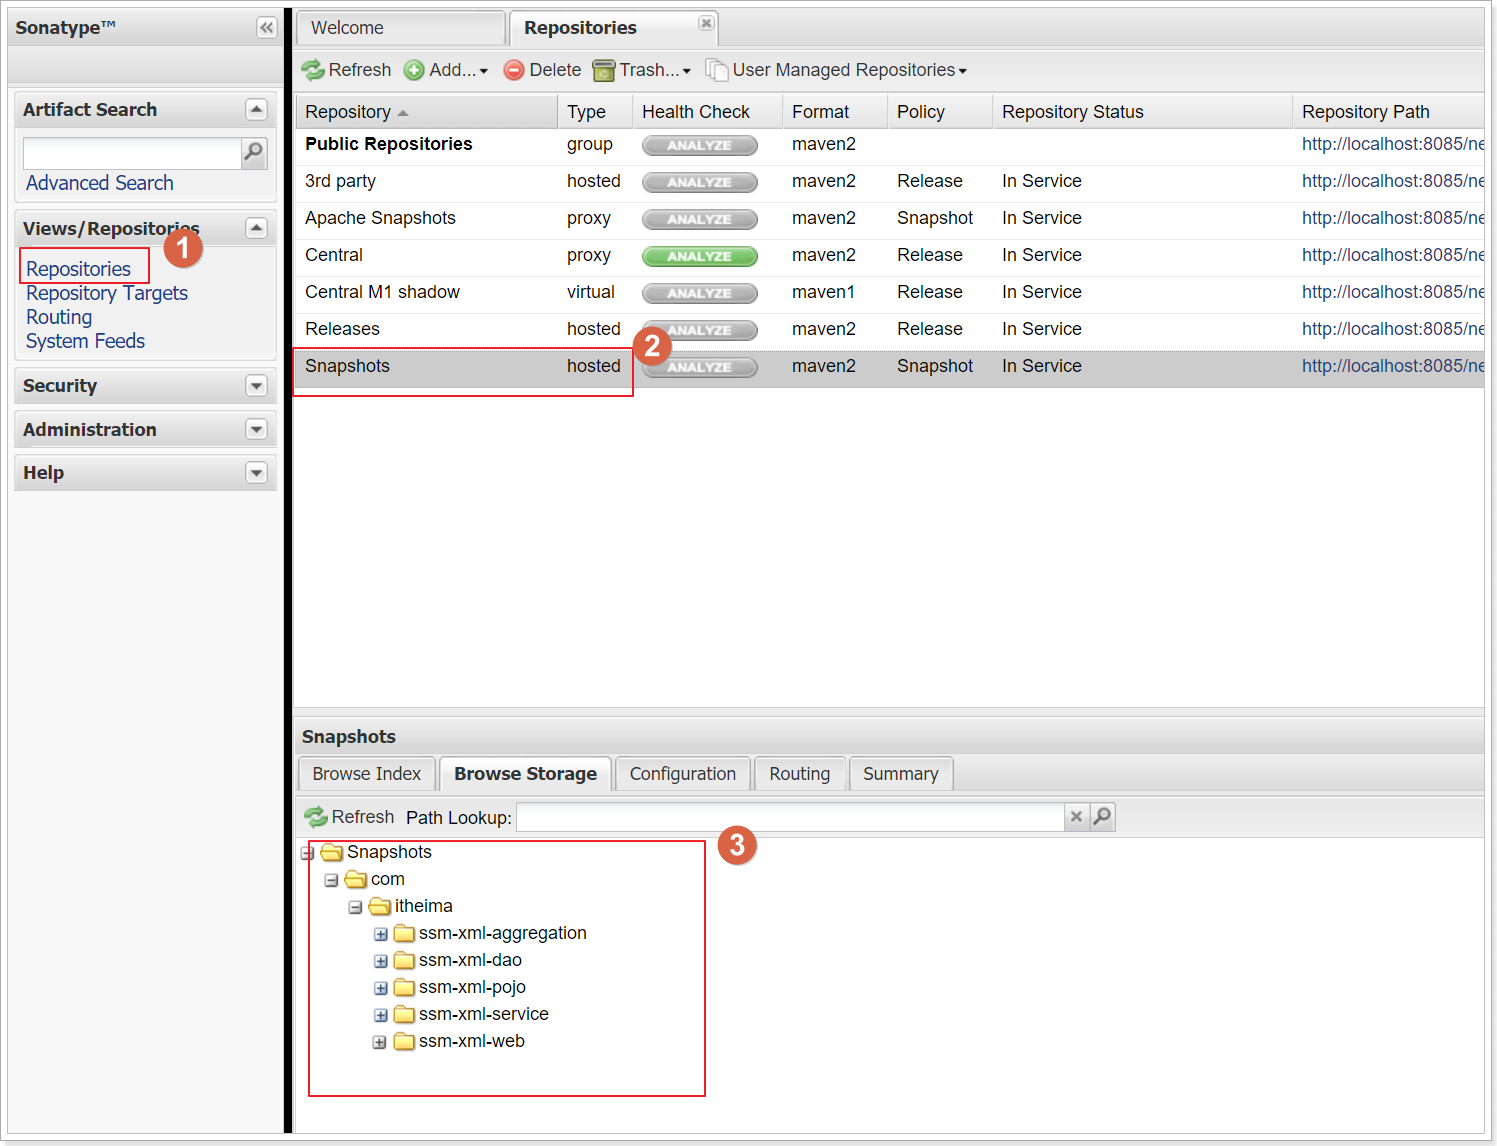 Sonatype™
Artifact Search
Advanced Search
Views/Repositories
1
Repositories
Repository Targets
Routing
System Feeds
Security
Administration
Help
Welcome
Repositories
Refresh Add... Delete Trash... User Managed Repositories
Repository Type Health Check Format Policy Repository Status Repository Path
Public Repositories group ANALYZE maven2 http://localhost:8085/ne
3rd party hosted ANALYZE maven2 Release In Service http://localhost:8085/ne
Apache Snapshots proxy ANALYZE maven2 Snapshot In Service http://localhost:8085/ne
Central proxy ANALYZE maven2 Release In Service http://localhost:8085/ne
Central M1 shadow virtual ANALYZE maven1 Release In Service http://localhost:8085/ne
Releases hosted ANALYZE maven2 Release In Service http://localhost:8085/ne
2
Snapshots hosted ANALYZE maven2 Snapshot In Service http://localhost:8085/ne
Snapshots
Browse Index Browse Storage Configuration Routing Summary
Refresh Path Lookup:
3
Snapshots
com
itheima
ssm-xml-aggregation
ssm-xml-dao
ssm-xml-pojo
ssm-xml-service
ssm-xml-web